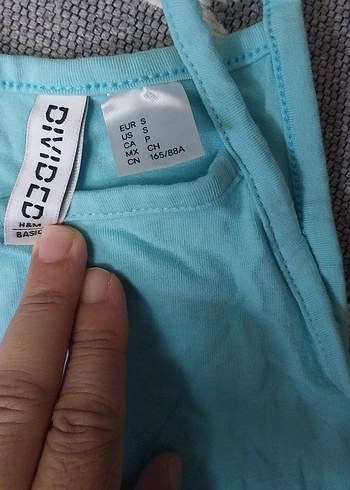 DIVIDED
H&M
BASIC
EUR S
US S
CA P
MX CH
CN 165/88A